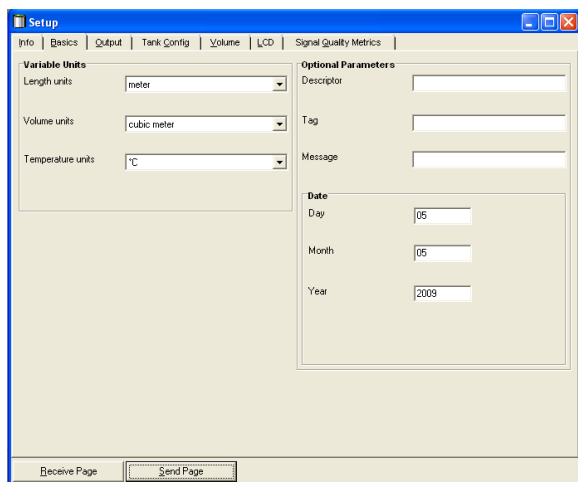 Setup
Info Basics Output Tank Config Volume LCD Signal Quality Metrics
Variable Units
Length units meter
Volume units cubic meter
Temperature units °C
Optional Parameters
Descriptor
Tag
Message
Date
Day 05
Month 05
Year 2009
Receive Page Send Page